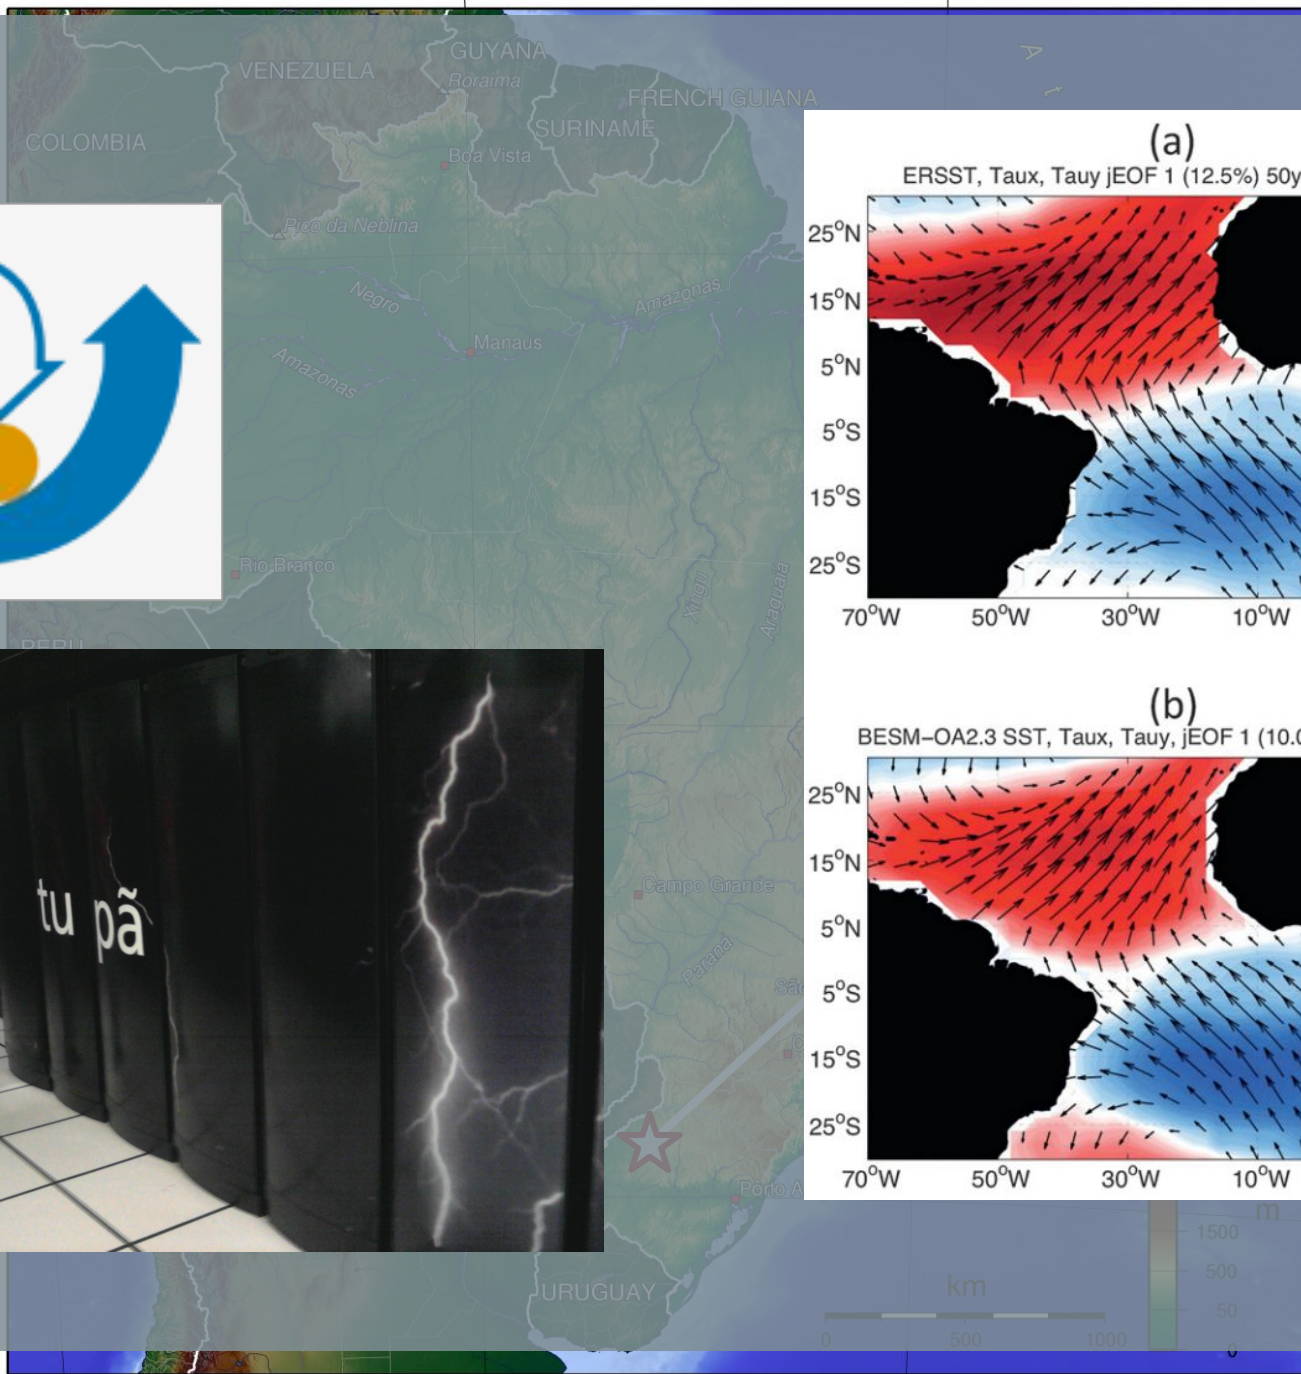 VENEZUELA
GUYANA
Roraima
FRENCH GUIANA
SURINAME
COLOMBIA
Boa Vista
Pico da Neblina
Negro
Amazonas
Amazonas
Manaus
Rio Branco
Xingu
Araguaia
PERU
Campo Grande
Paraná
URUGUAY
A
t
tu pã
(a)
ERSST, Taux, Tauy jEOF 1 (12.5%) 50y
25°N
15°N
5°N
5°S
15°S
25°S
70°W 50°W 30°W 10°W
(b)
BESM-OA2.3 SST, Taux, Tauy, jEOF 1 (10.0
25°N
15°N
5°N
5°S
15°S
25°S
70°W 50°W 30°W 10°W
m
1500
500
50
0
km
0 500 1000